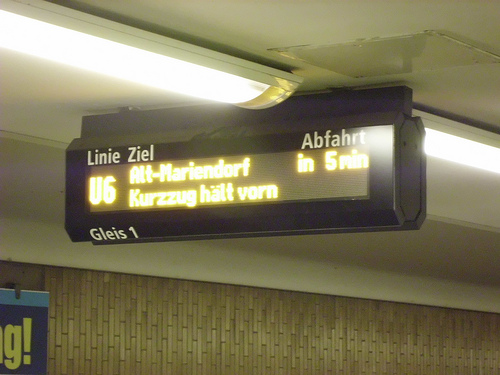 Linie Ziel Abfahrt
U6 Alt-Mariendorf in 5 min
Kurzzug hält vorn
Gleis 1
g!